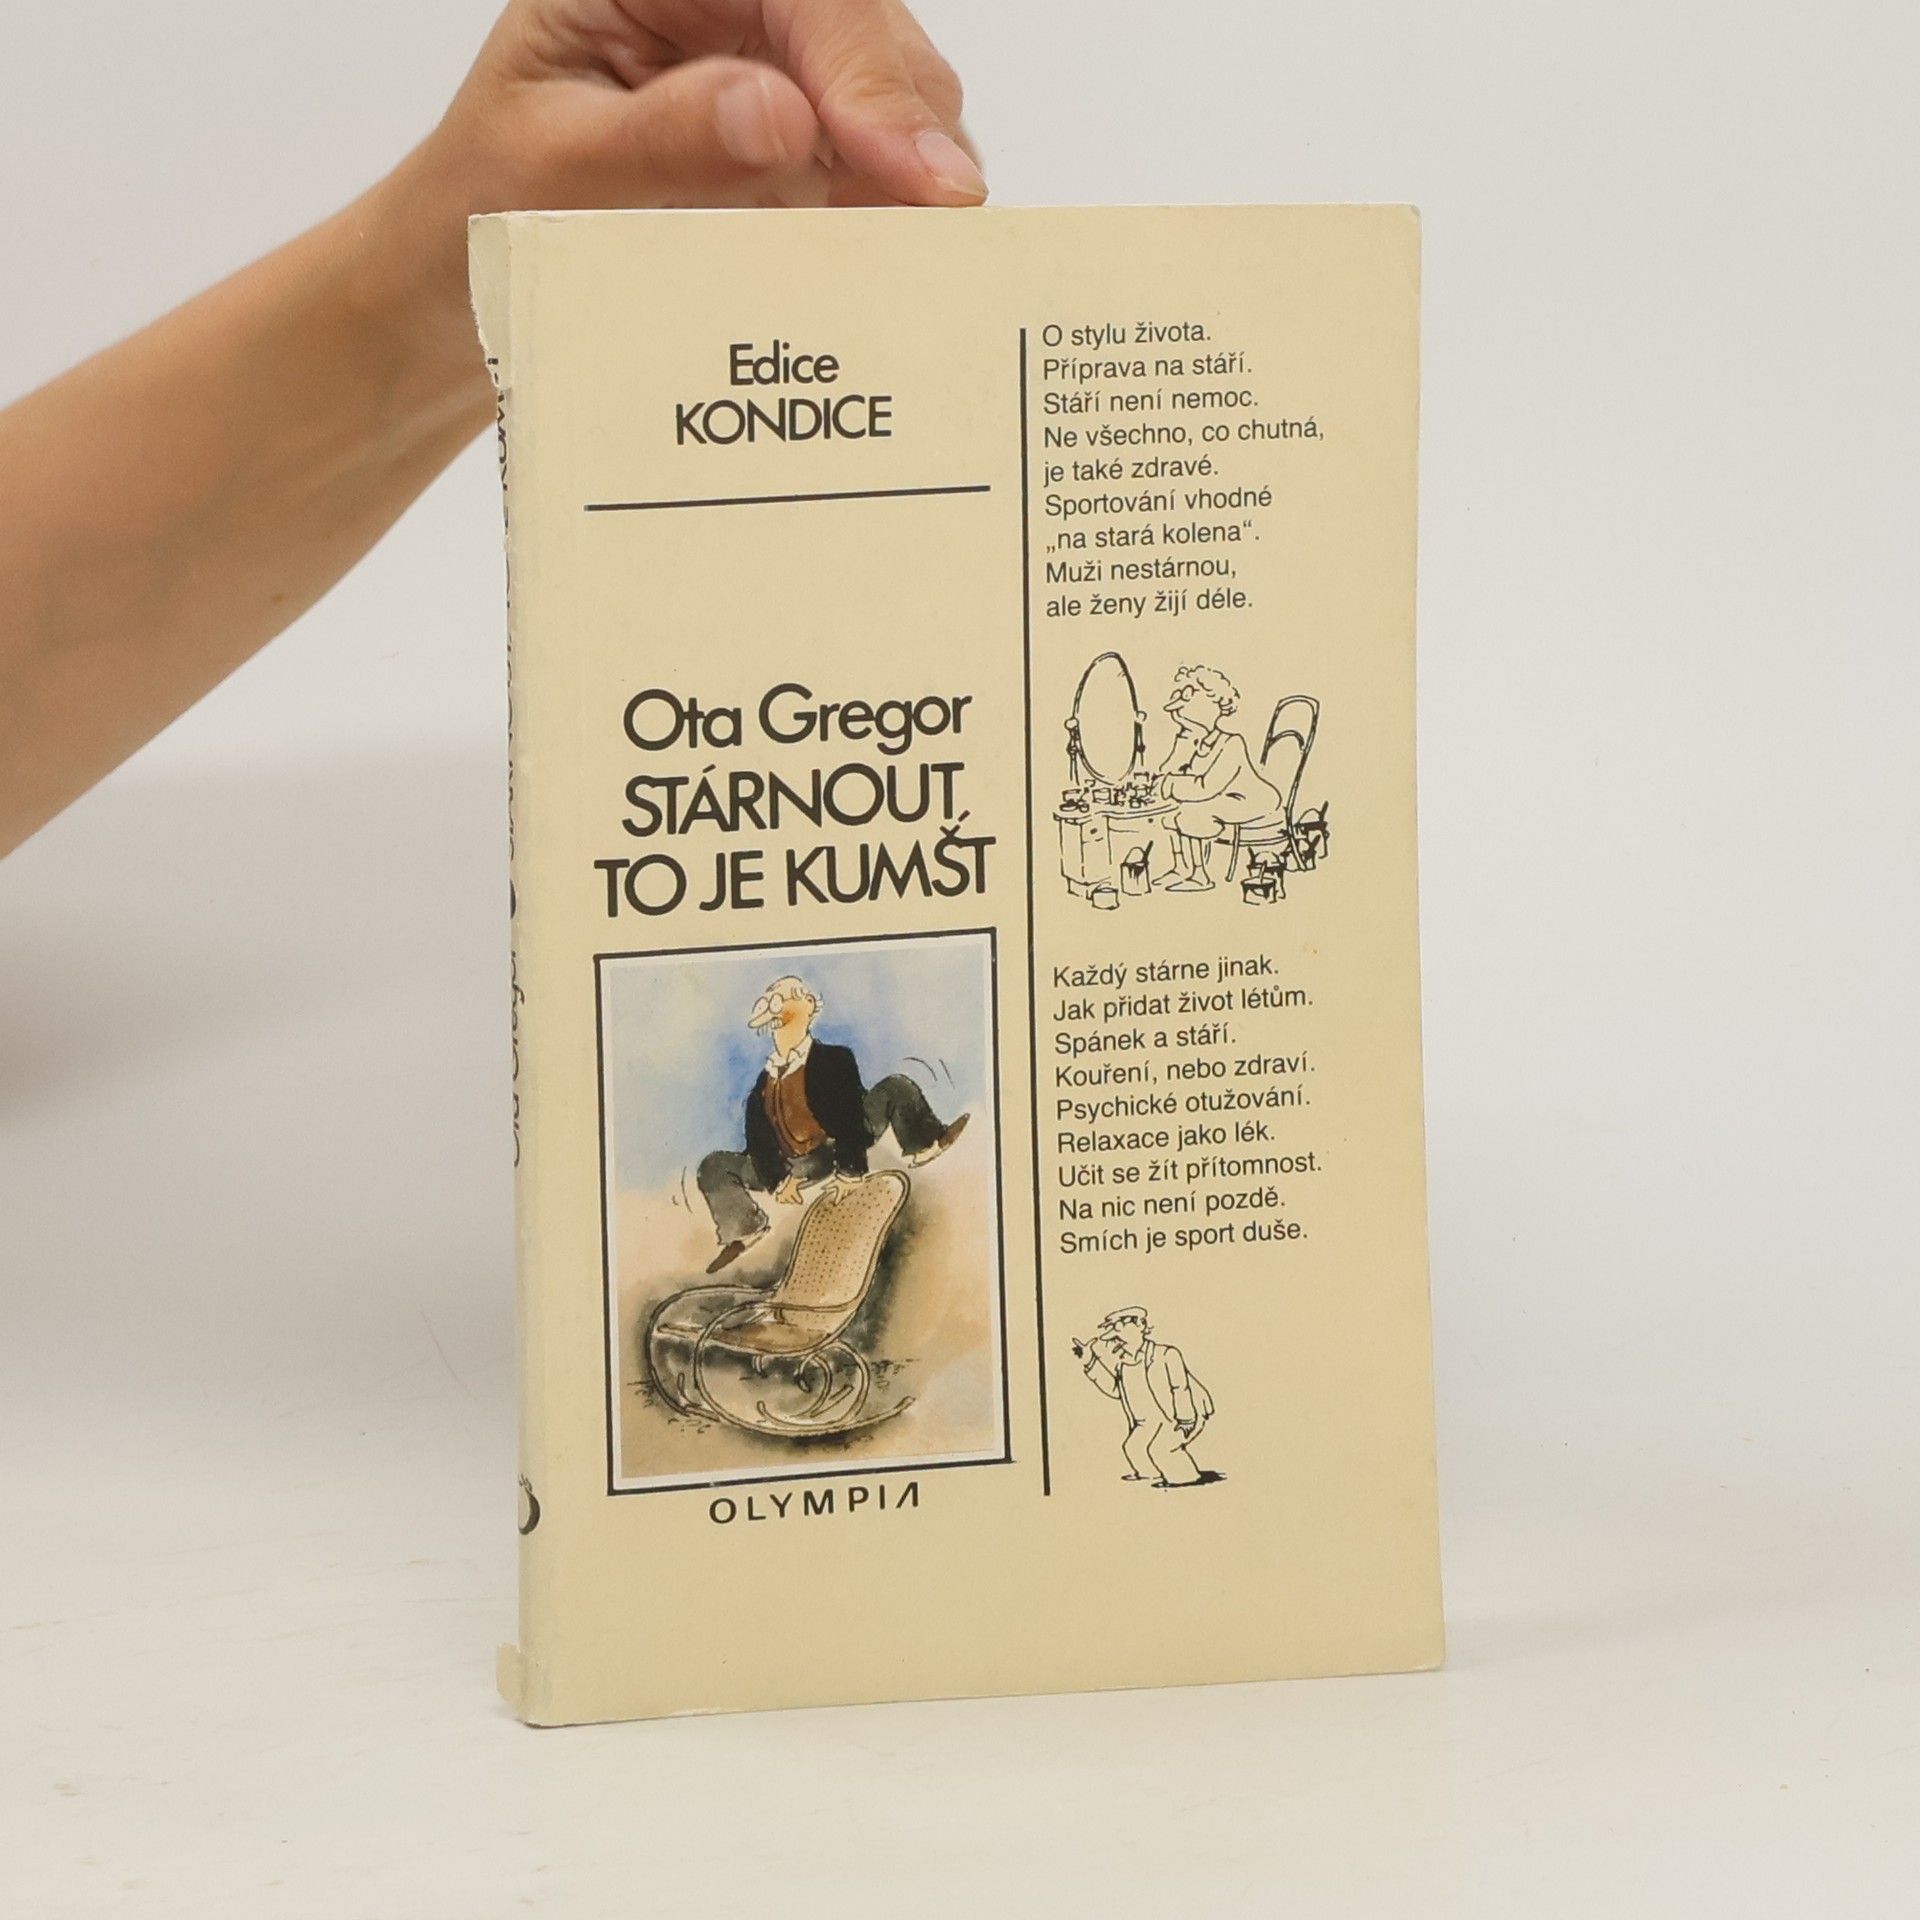 Edice
KONDICE
Ota Gregor
STÁRNOUT,
TO JE KUMŠT
OLYMPIA
O stylu života.
Příprava na stáří.
Stáří není nemoc.
Ne všechno, co chutná,
je také zdravé.
Sportování vhodné
„na stará kolena“.
Muži nestárnou,
ale ženy žijí déle.
Každý stárne jinak.
Jak přidat život létům.
Spánek a stáří.
Kouření, nebo zdraví.
Psychické otužování.
Relaxace jako lék.
Učit se žít přítomnost.
Na nic není pozdě.
Smích je sport duše.